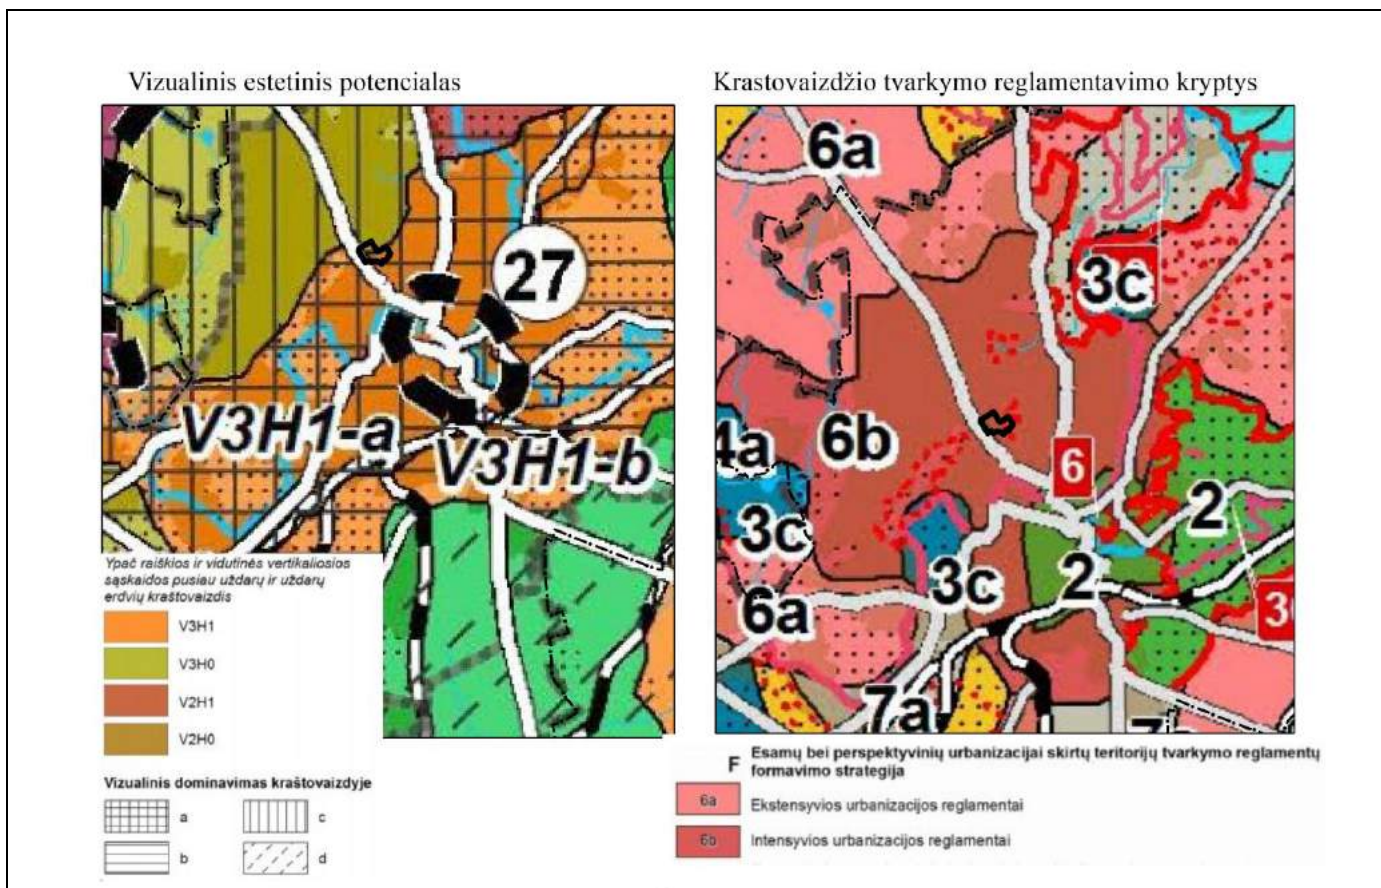 Vizualinis estetinis potencialas
27
V3H1-a
V3H1-b
Ypač raiškios ir vidutinės vertikaliosios
sąskaidos pusiau uždarų ir uždarų
erdvių kraštovaizdis
V3H1
V3H0
V2H1
V2H0
Vizualinis dominavimas kraštovaizdyje
a
c
b
d
Krastovaizdžio tvarkymo reglamentavimo kryptys
6a
3c
4a
6b
6
2
3c
3c
2
6a
7a
F Esamų bei perspektyvinių urbanizacijai skirtų teritorijų tvarkymo reglamentų
formavimo strategija
6a Ekstensyvios urbanizacijos reglamentai
Intensyvios urbanizacijos reglamentai